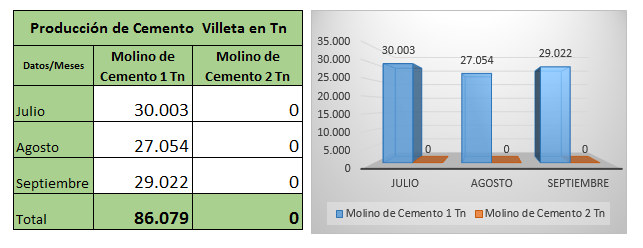 Producción de Cemento  Villeta en Tn
Datos/Meses
Molino de
Cemento 1 Tn
Molino de
Cemento 2 Tn
Julio 30.003 0
Agosto 27.054 0
Septiembre 29.022 0
Total 86.079 0
35.000
30.000
25.000
20.000
15.000
10.000
5.000
0
30.003
0
27.054
0
29.022
0
JULIO AGOSTO SEPTIEMBRE
Molino de Cemento 1 Tn Molino de Cemento 2 Tn